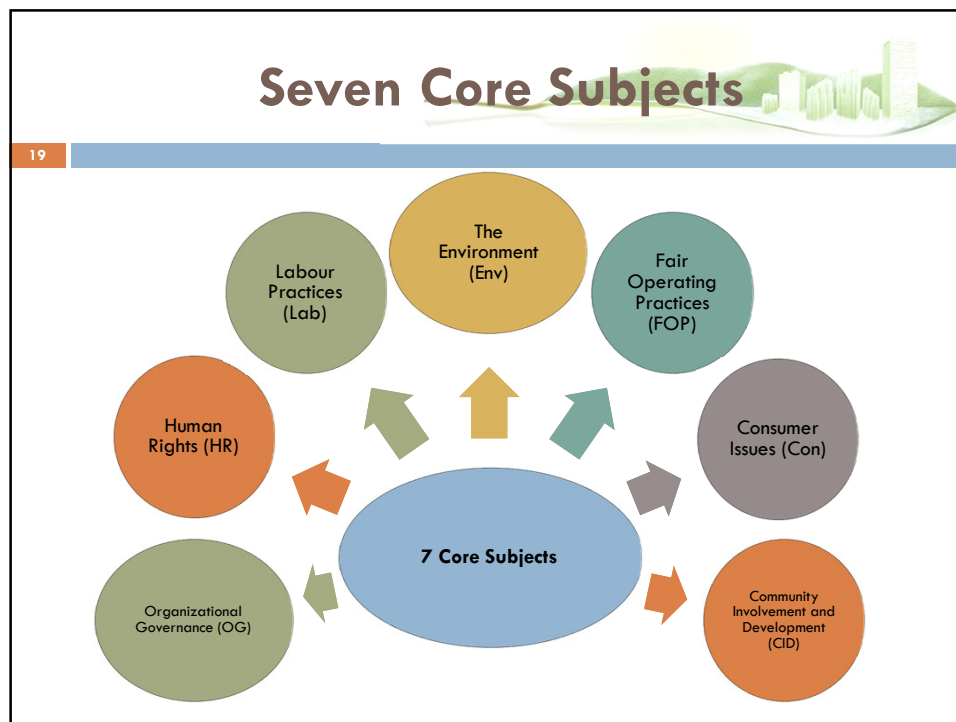 Seven Core Subjects
19
The
Environment
(Env)
Labour
Practices
(Lab)
Fair
Operating
Practices
(FOP)
Human
Rights (HR)
Consumer
Issues (Con)
7 Core Subjects
Organizational
Governance (OG)
Community
Involvement and
Development
(CID)